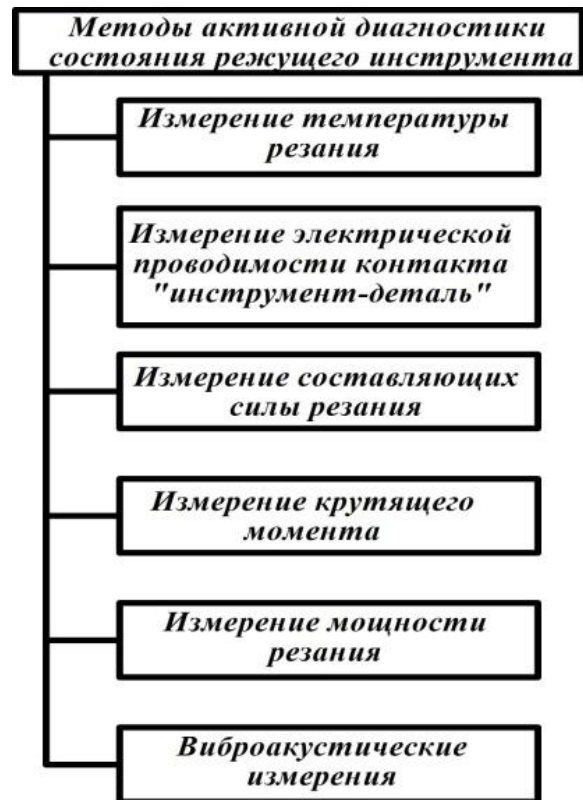 Методы активной диагностики
состояния режущего инструмента
Измерение температуры
резания
Измерение электрической
проводимости контакта
"инструмент-деталь"
Измерение составляющих
силы резания
Измерение крутящего
момента
Измерение мощности
резания
Виброакустические
измерения